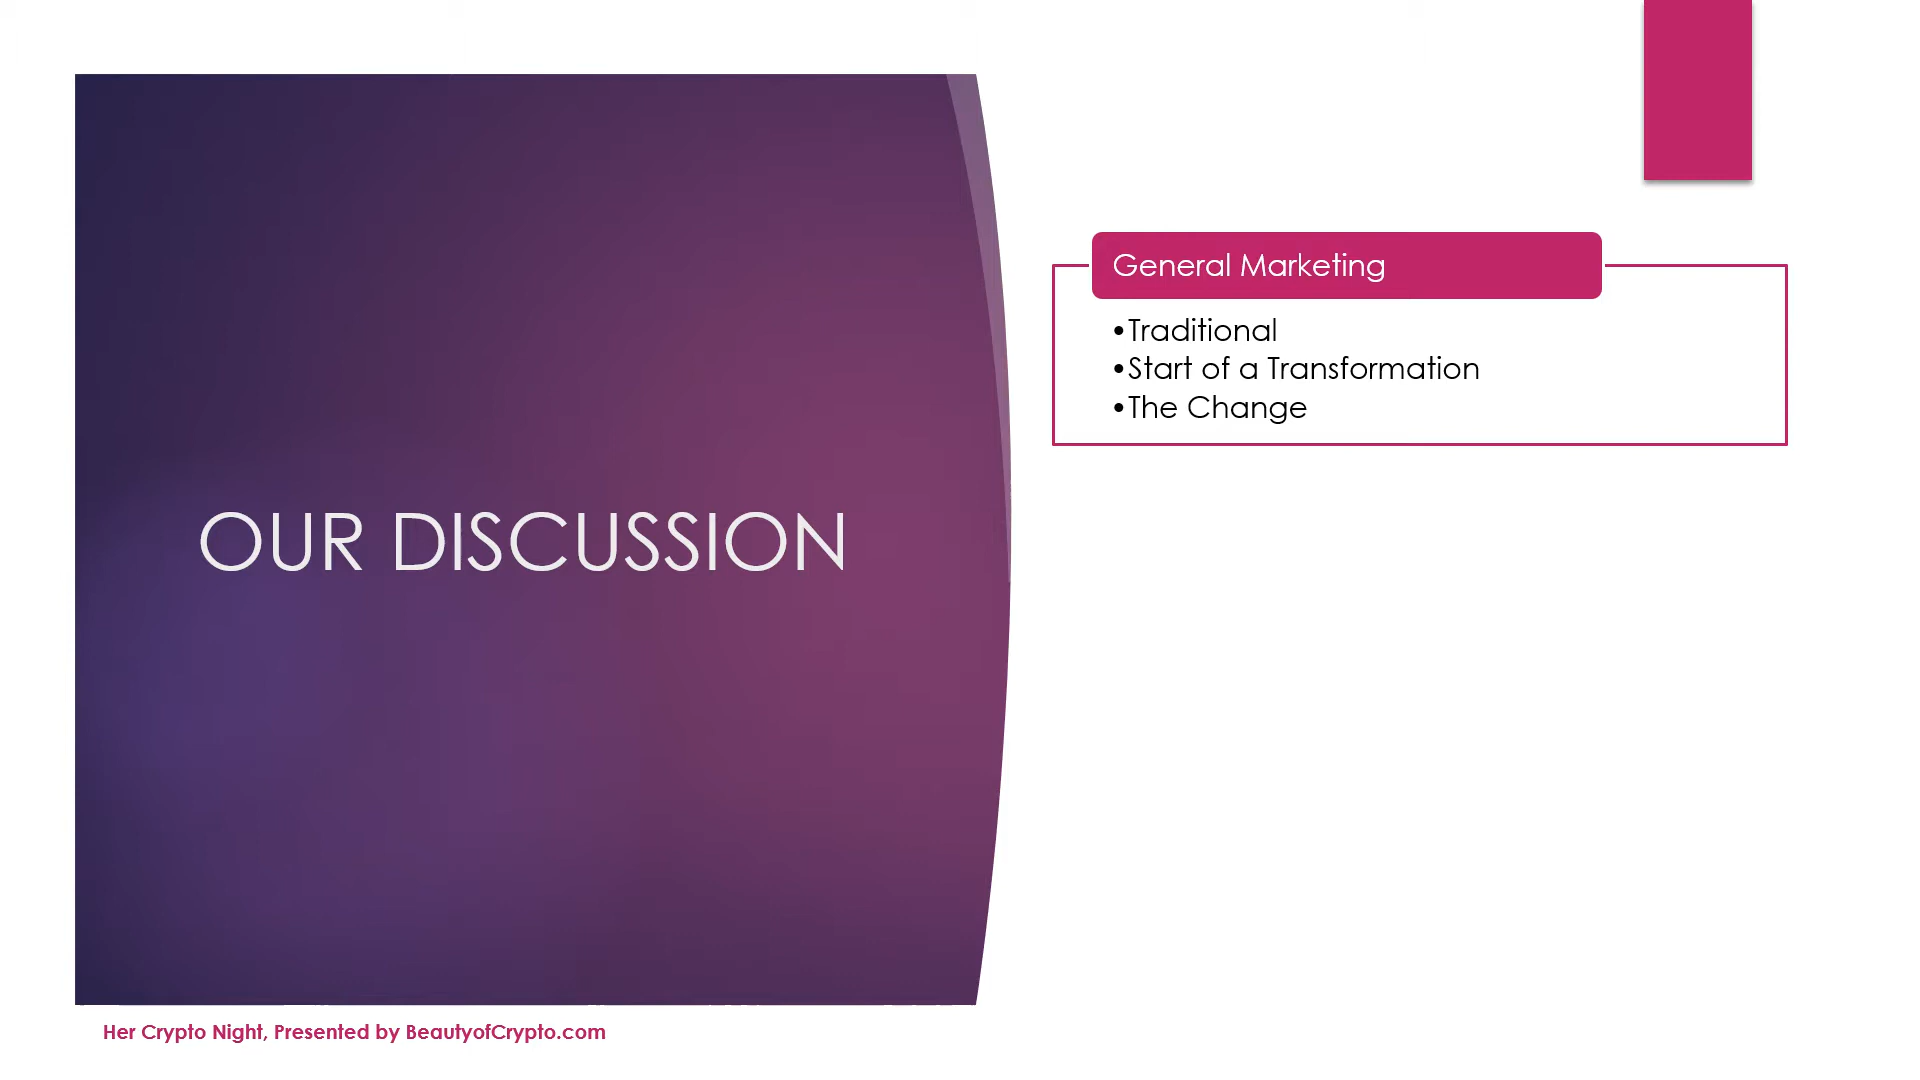 OUR DISCUSSION
General Marketing
•Traditional
•Start of a Transformation
•The Change
Her Crypto Night, Presented by BeautyofCrypto.com